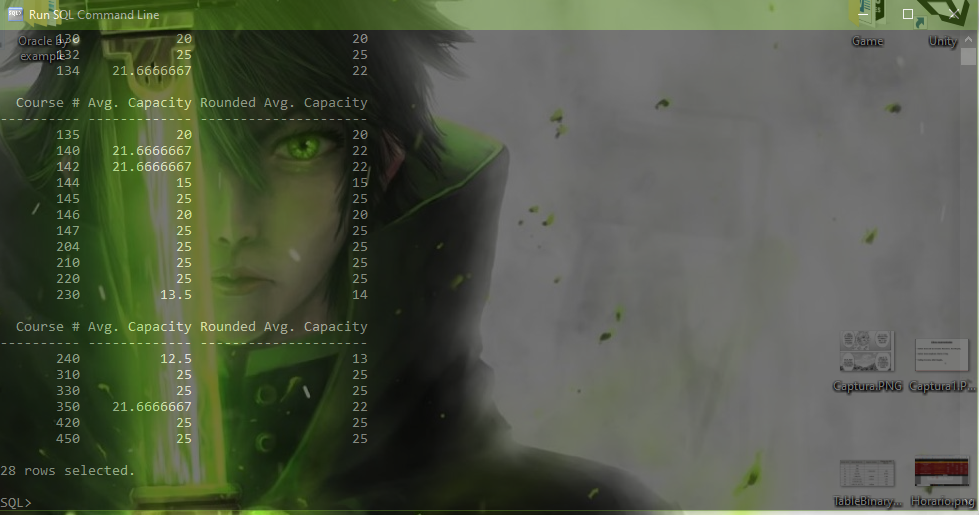 Run SQL Command Line
Oracle by
example
Game
Unity
130 20 20
132 25 25
134 21.6666667 22
Course # Avg. Capacity Rounded Avg. Capacity
---------- ------------- ---------------------
135 20 20
140 21.6666667 22
142 21.6666667 22
144 15 15
145 25 25
146 20 20
147 25 25
204 25 25
210 25 25
220 25 25
230 13.5 14
Course # Avg. Capacity Rounded Avg. Capacity
---------- ------------- ---------------------
240 12.5 13
310 25 25
330 25 25
350 21.6666667 22
420 25 25
450 25 25
28 rows selected.
SQL>
Captura.PNG
Captura1.P...
TableBinary...
Horario.png